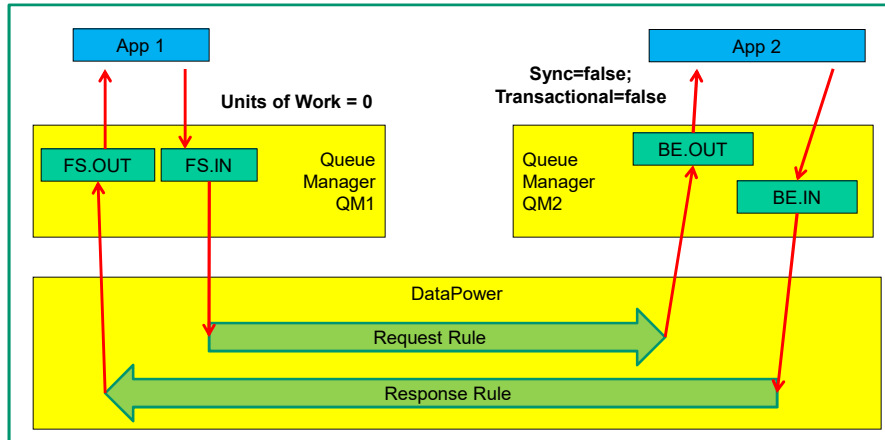 App 1
App 2
Sync=false;
Transactional=false
Units of Work = 0
FS.OUT
FS.IN
Queue
Manager
QM1
Queue
Manager
QM2
BE.OUT
BE.IN
DataPower
Request Rule
Response Rule